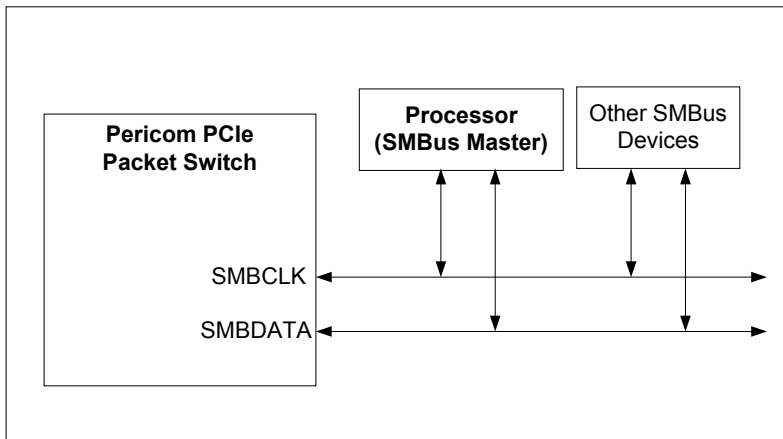 Pericom PCIe
Packet Switch
Processor
(SMBus Master)
Other SMBus
Devices
SMBCLK
SMBDATA